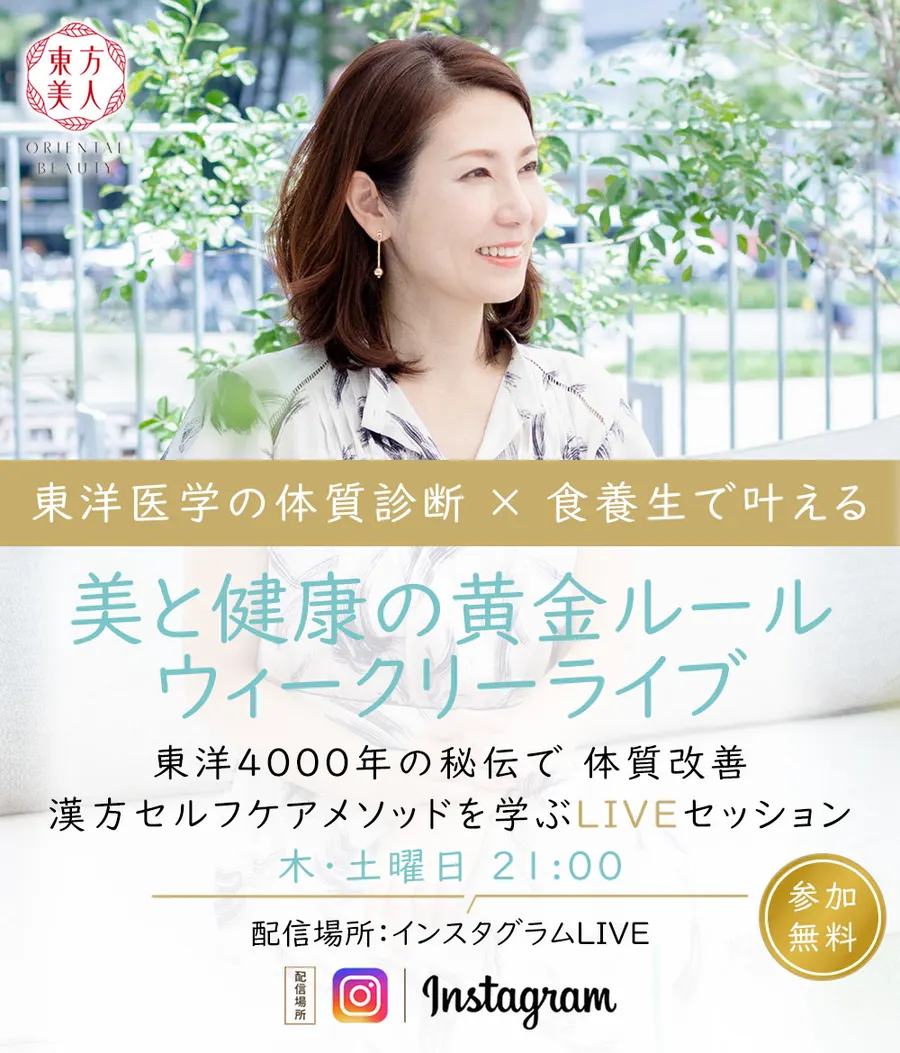 東方
美人
ORIENTAL
BEAUTY
東洋医学の体質診断 × 食養生で叶える
美と健康の黄金ルール
ウィークリーライブ
東洋4000年の秘伝で 体質改善
漢方セルフケアメソッドを学ぶLIVEセッション
木・土曜日 21:00
参加
無料
配信場所:インスタグラムLIVE
配信場所
Instagram